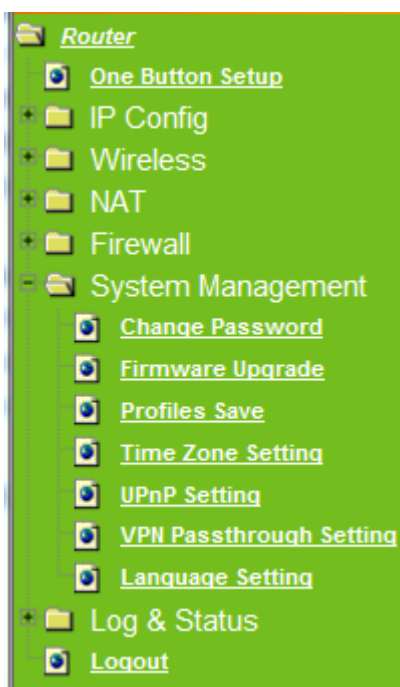 Router
One Button Setup
IP Config
Wireless
NAT
Firewall
System Management
Change Password
Firmware Upgrade
Profiles Save
Time Zone Setting
UPnP Setting
VPN Passthrough Setting
Language Setting
Log & Status
Logout